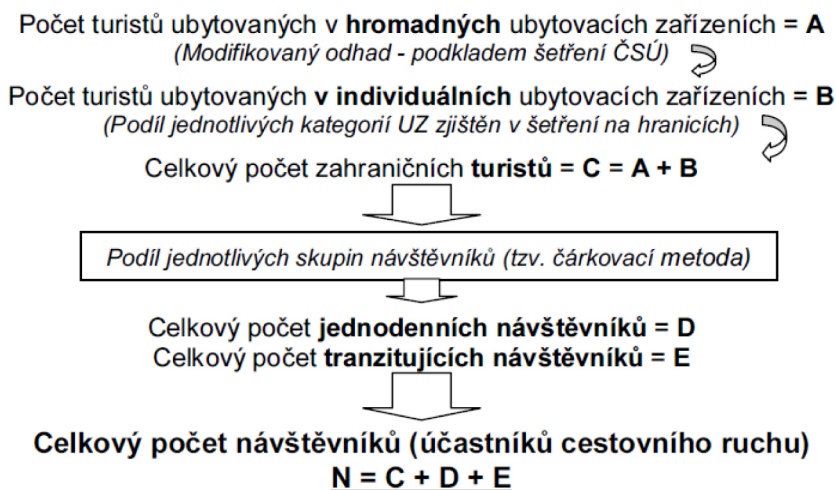 Počet turistů ubytovaných v hromadných ubytovacích zařízeních = A
(Modifikovaný odhad - podkladem šetření ČSÚ)
Počet turistů ubytovaných v individuálních ubytovacích zařízeních = B
(Podíl jednotlivých kategorií UZ zjištěn v šetření na hranicích)
Celkový počet zahraničních turistů = C = A + B
Podíl jednotlivých skupin návštěvníků (tzv. čárkovací metoda)
Celkový počet jednodenních návštěvníků = D
Celkový počet tranzitujících návštěvníků = E
Celkový počet návštěvníků (účastníků cestovního ruchu)
N = C + D + E